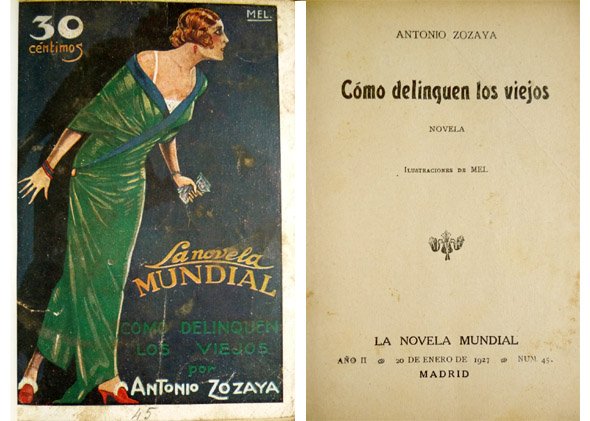 30
céntimos
MEL.
La novela
MUNDIAL
COMO DELINQUEN
LOS VIEJOS
por
ANTONIO ZOZAYA
45
ANTONIO ZOZAYA
Cómo delinquen los viejos
NOVELA
ILUSTRACIONES DE MEL
LA NOVELA MUNDIAL
AÑO II 20 DE ENERO DE 1927 NUM. 45.
MADRID